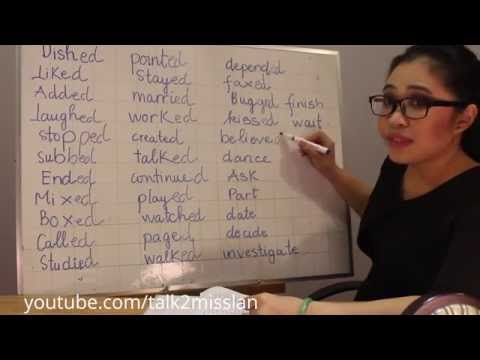 Dished pointed depended
Liked stayed faxed
Added married Bugged finish
Laughed worked kissed wait
stopped created believed
subbed talked dance
Ended continued ASK
Mixed played Part
Boxed watched date
Called paged decide
Studied walked investigate
youtube.com/talk2misslan